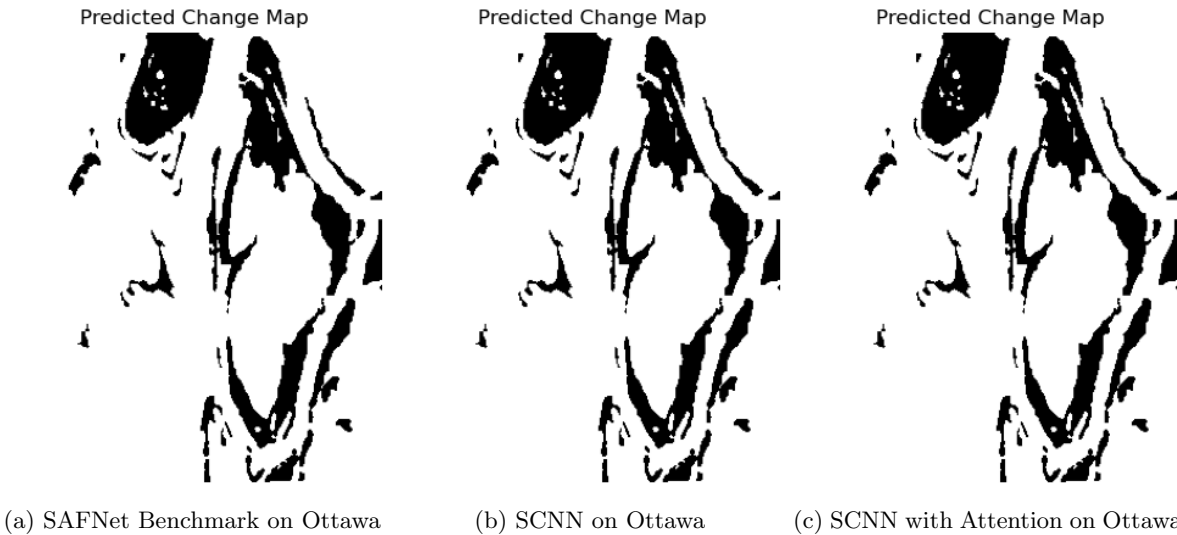 Predicted Change Map
Predicted Change Map
Predicted Change Map
(a) SAFNet Benchmark on Ottawa
(b) SCNN on Ottawa
(c) SCNN with Attention on Ottawa